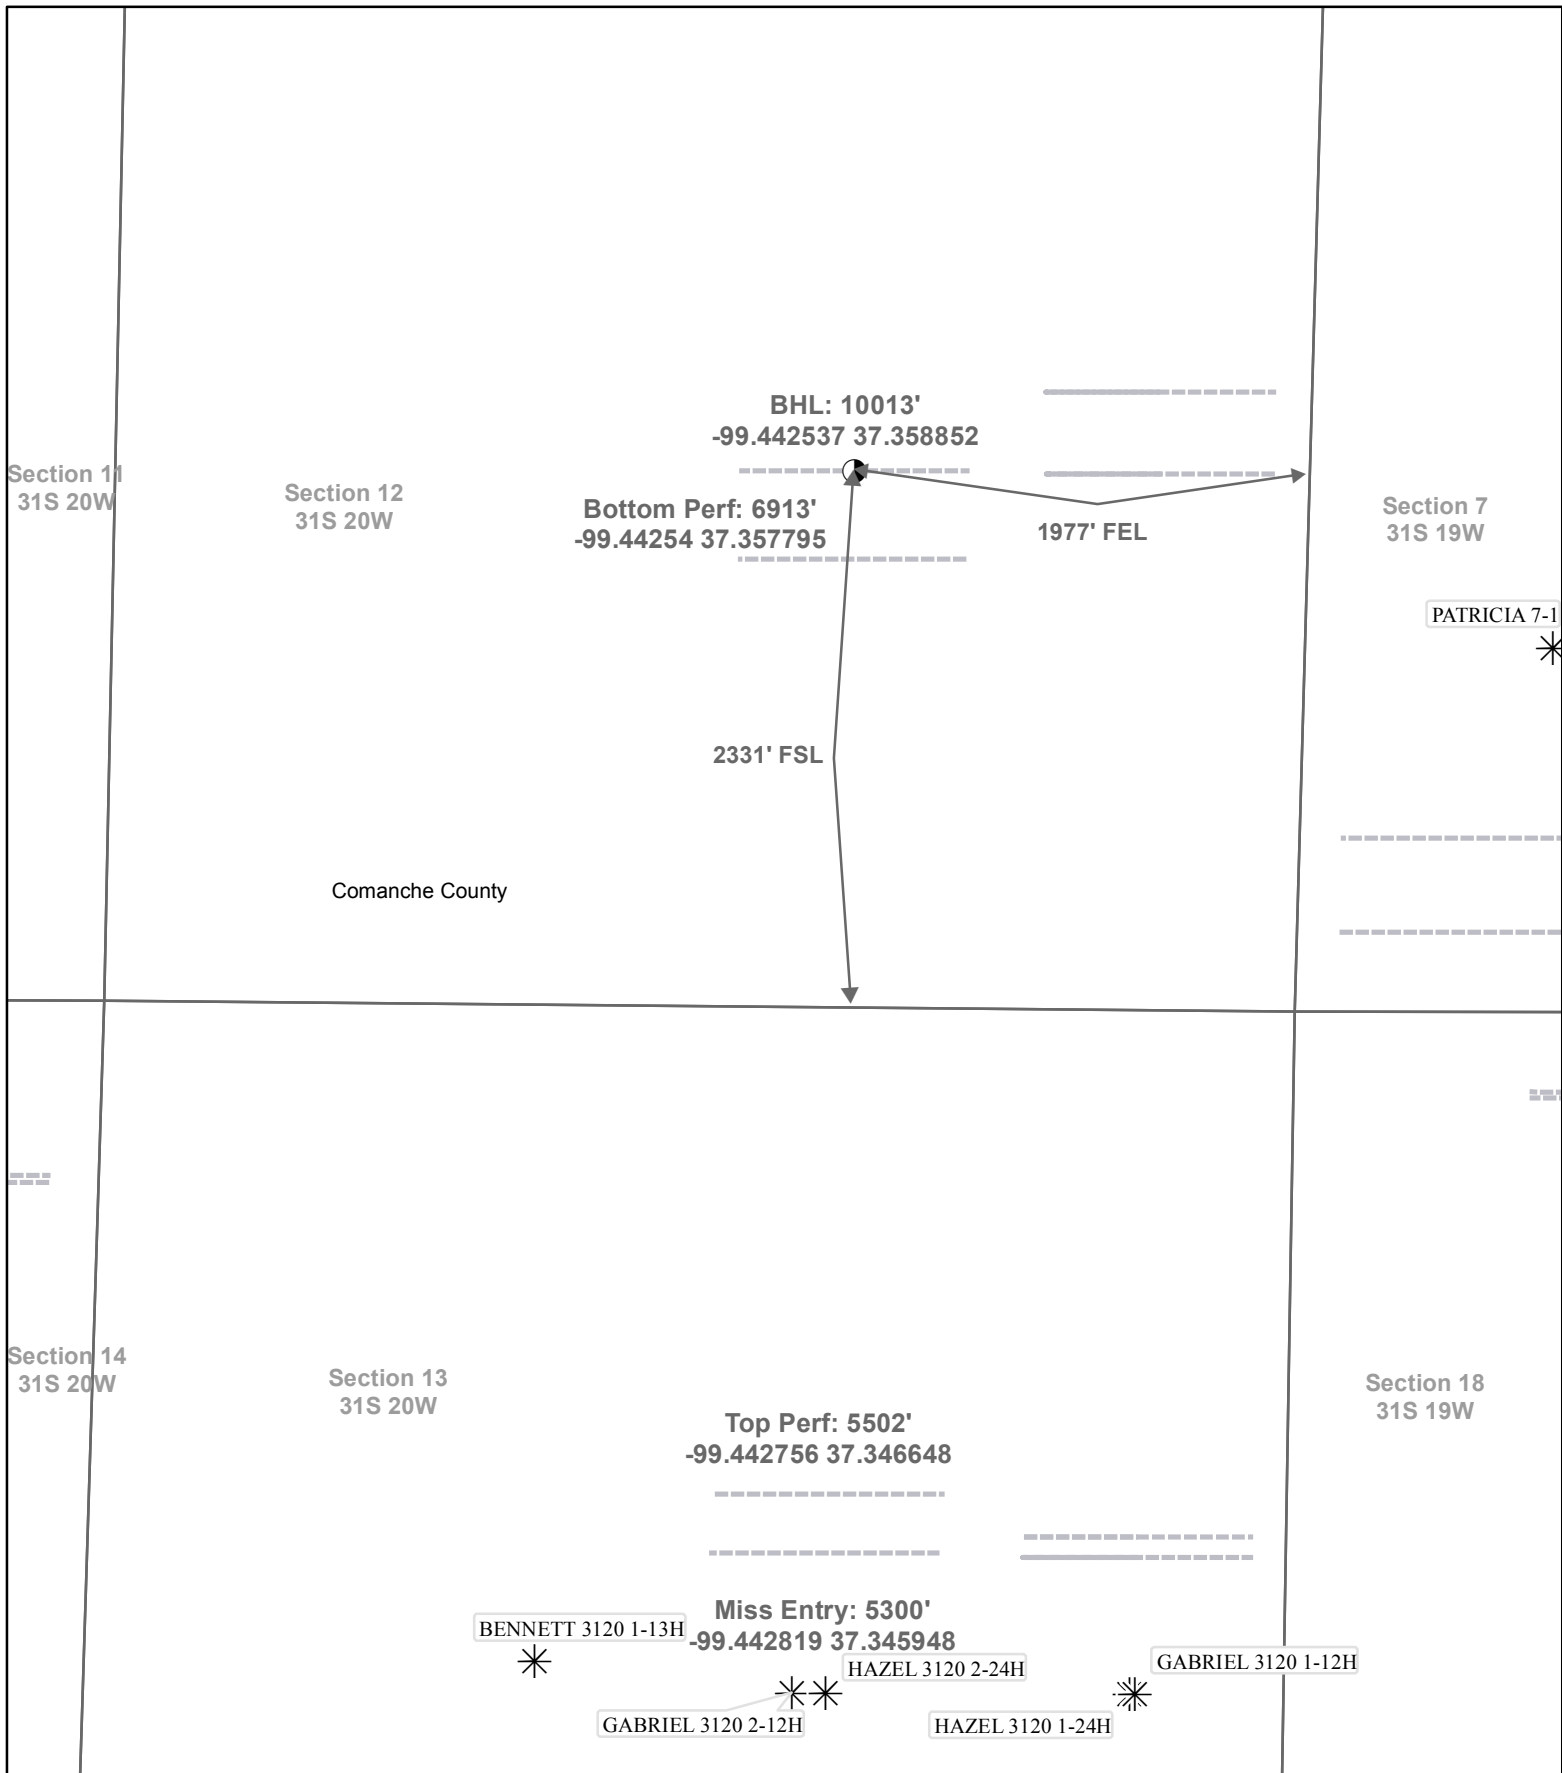 BHL: 10013'
-99.442537 37.358852
Section 11
31S 20W
Section 12
31S 20W
Bottom Perf: 6913'
-99.44254 37.357795
1977' FEL
Section 7
31S 19W
PATRICIA 7-1
2331' FSL
Comanche County
Section 14
31S 20W
Section 13
31S 20W
Section 18
31S 19W
Top Perf: 5502'
-99.442756 37.346648
Miss Entry: 5300'
-99.442819 37.345948
BENNETT 3120 1-13H
HAZEL 3120 2-24H
GABRIEL 3120 1-12H
GABRIEL 3120 2-12H
HAZEL 3120 1-24H